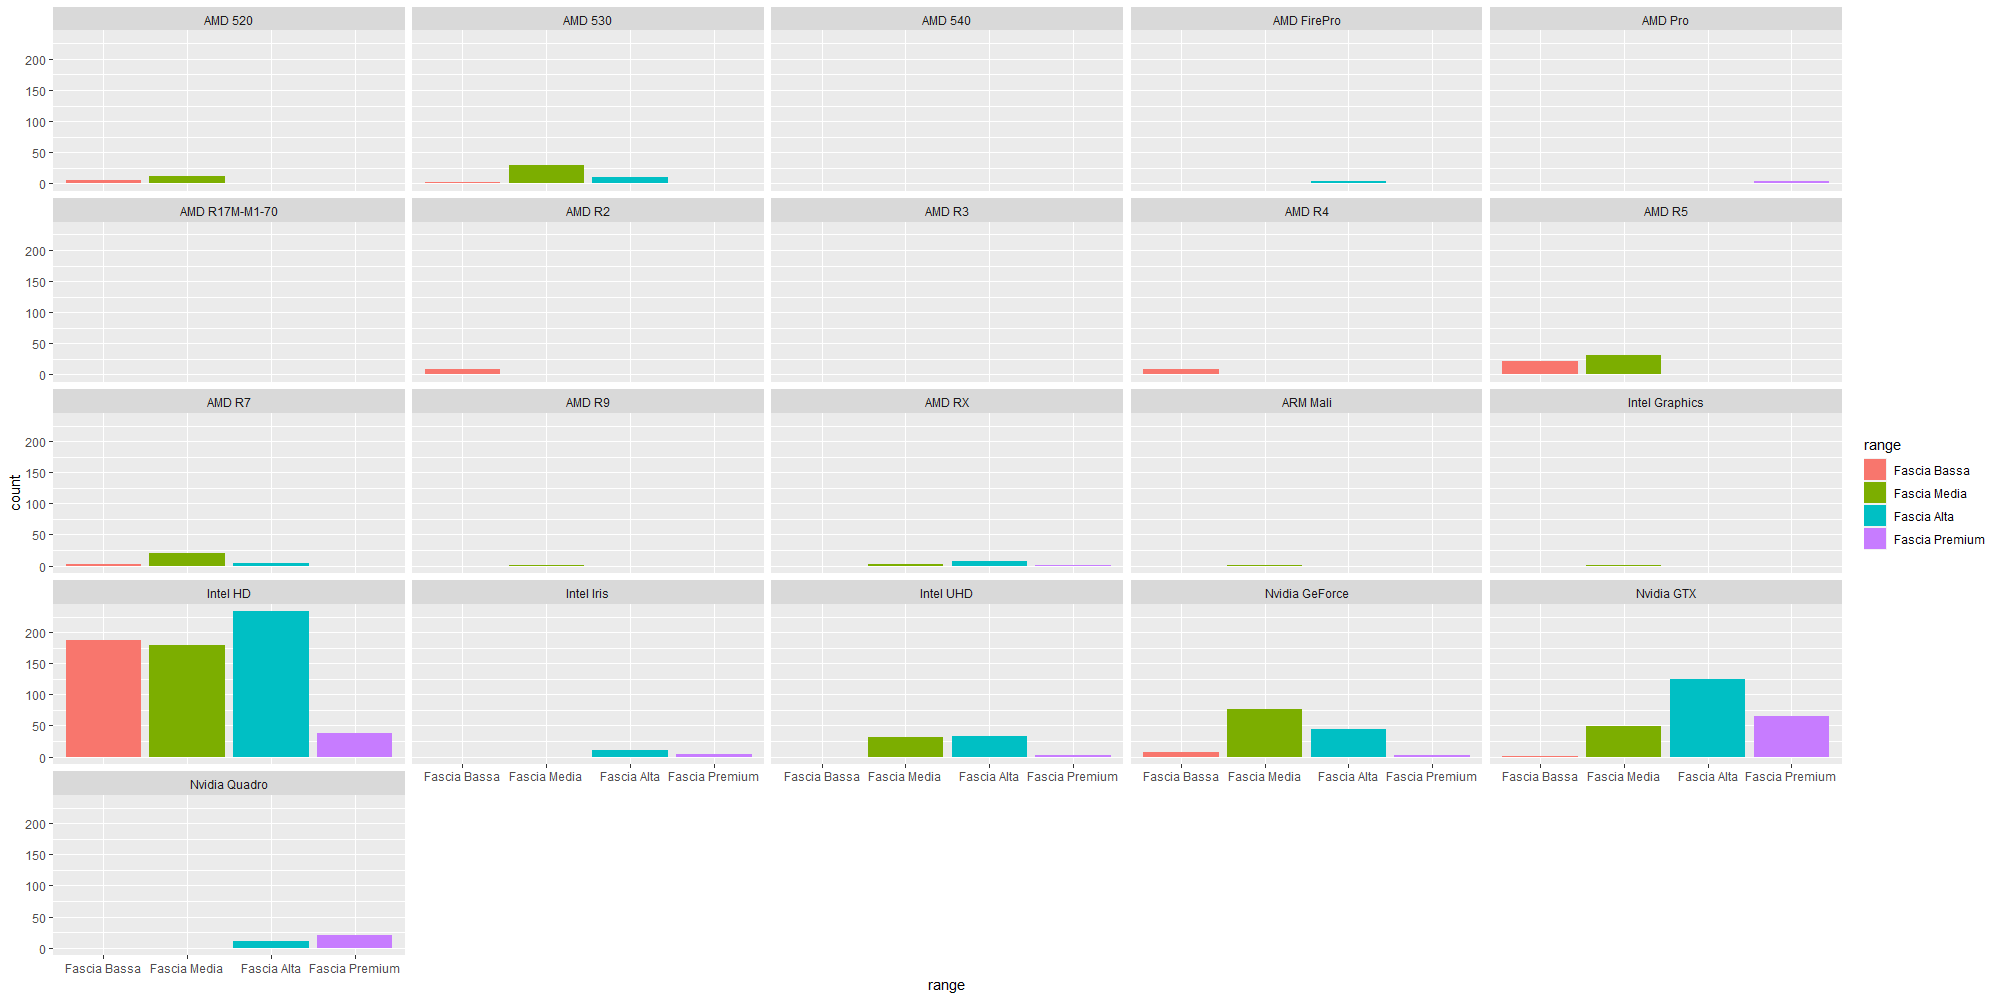 AMD 520
AMD 530
AMD 540
AMD FirePro
AMD Pro
200
150
100
50
0
AMD R17M-M1-70
AMD R2
AMD R3
AMD R4
AMD R5
200
150
100
50
0
AMD R7
AMD R9
AMD RX
ARM Mali
Intel Graphics
200
150
100
50
0
count
Intel HD
Intel Iris
Intel UHD
Nvidia GeForce
Nvidia GTX
200
150
100
50
0
Fascia Bassa Fascia Media Fascia Alta Fascia Premium
Fascia Bassa Fascia Media Fascia Alta Fascia Premium
Fascia Bassa Fascia Media Fascia Alta Fascia Premium
Fascia Bassa Fascia Media Fascia Alta Fascia Premium
Nvidia Quadro
200
150
100
50
0
Fascia Bassa Fascia Media Fascia Alta Fascia Premium
range
range
Fascia Bassa
Fascia Media
Fascia Alta
Fascia Premium